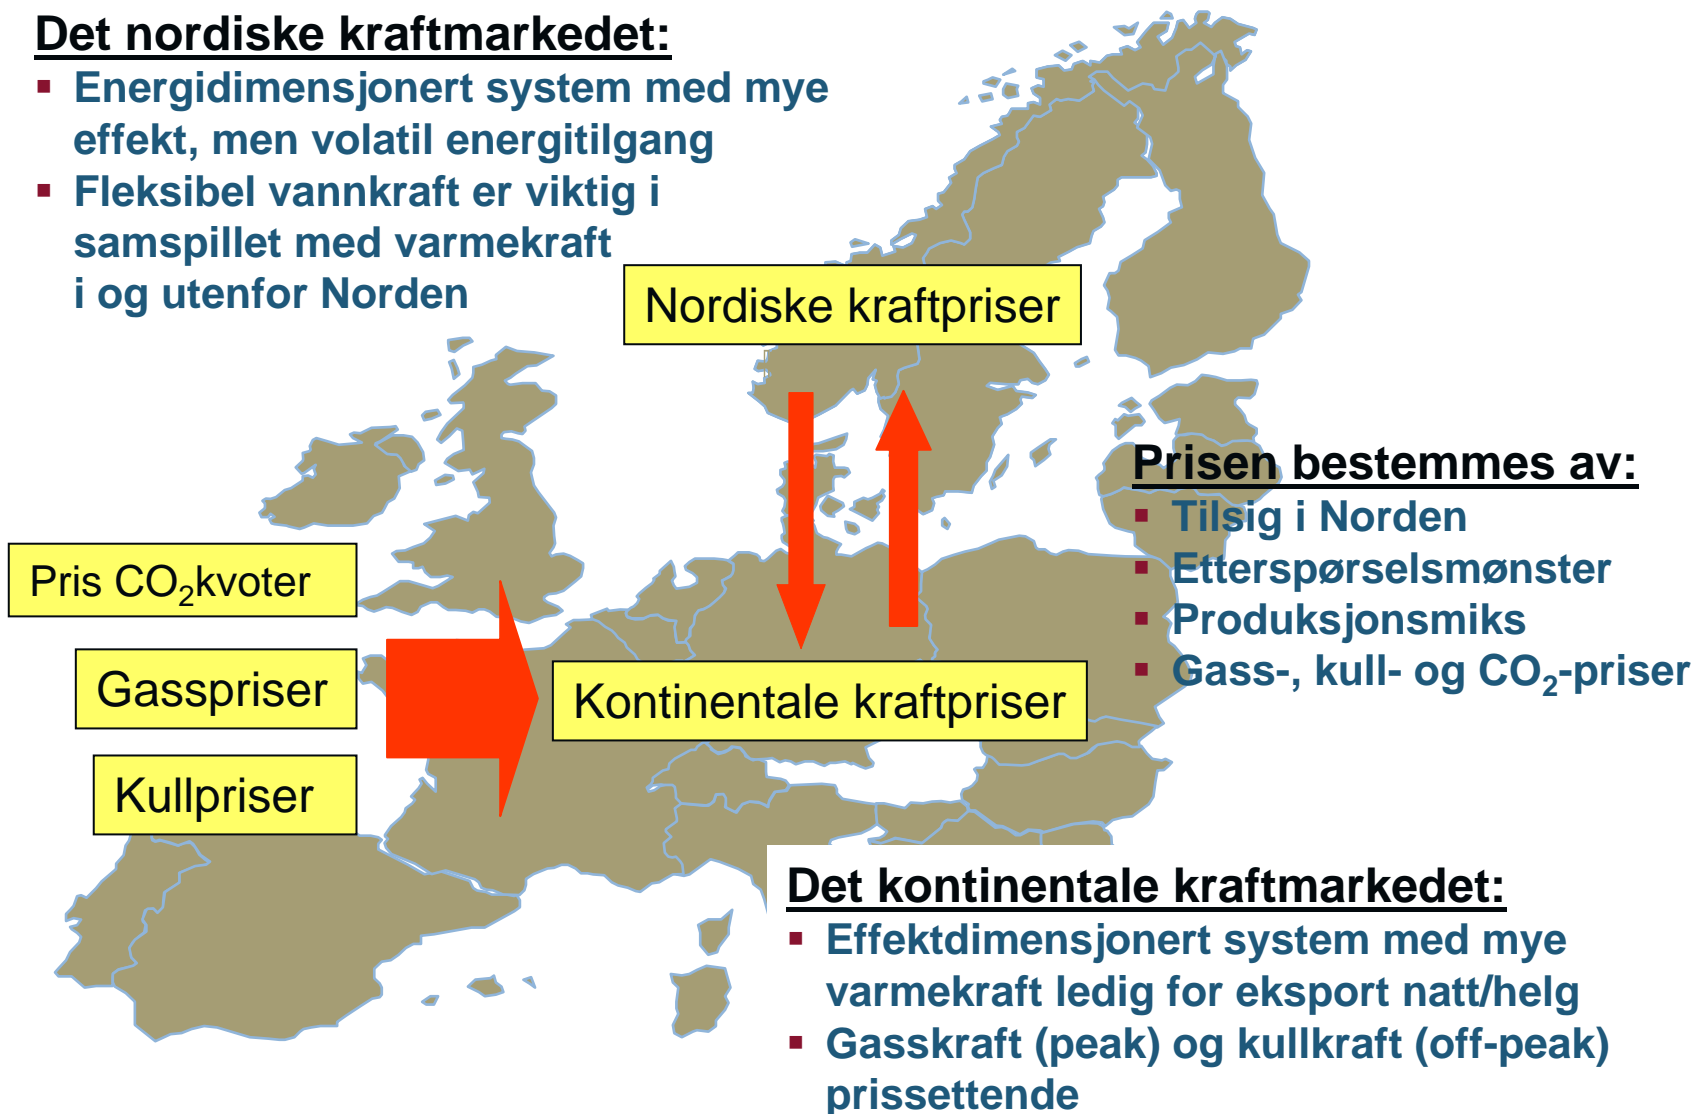 Det nordiske kraftmarkedet:
▪ Energidimensjonert system med mye
effekt, men volatil energitilgang
▪ Fleksibel vannkraft er viktig i
samspillet med varmekraft
i og utenfor Norden
Nordiske kraftpriser
Prisen bestemmes av:
▪ Tilsig i Norden
▪ Etterspørselsmønster
▪ Produksjonsmiks
▪ Gass-, kull- og CO₂-priser
Pris CO₂kvoter
Gasspriser
Kullpriser
Kontinentale kraftpriser
Det kontinentale kraftmarkedet:
▪ Effektdimensjonert system med mye
varmekraft ledig for eksport natt/helg
▪ Gasskraft (peak) og kullkraft (off-peak)
prissettende